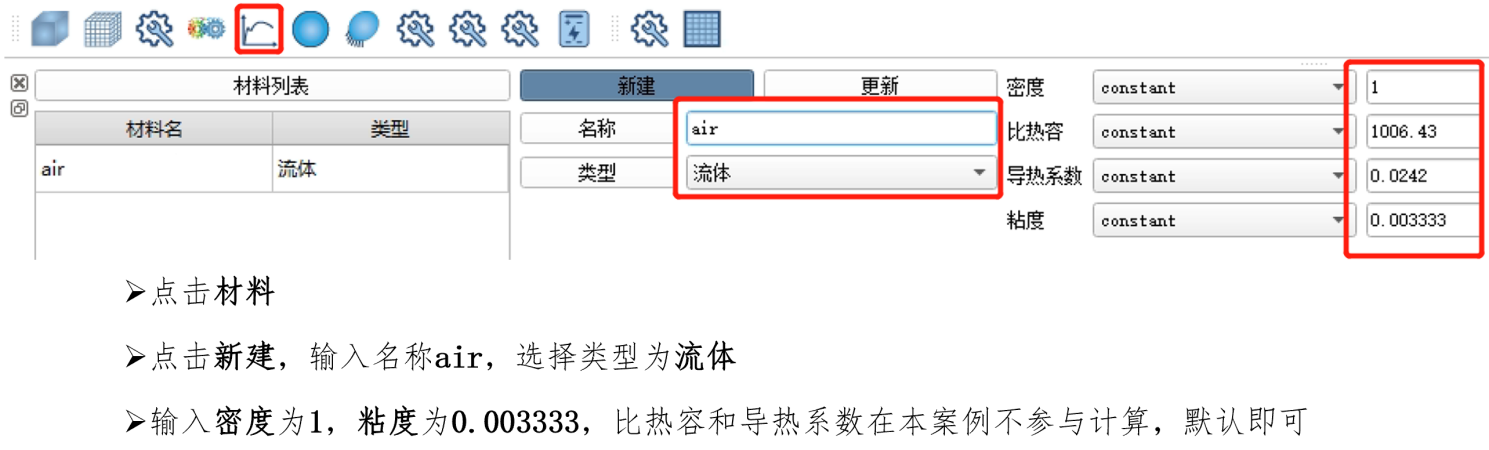 材料列表 新建 更新 密度 constant 1
材料名 类型 名称 air 比热容 constant 1006.43
air 流体 类型 流体 导热系数 constant 0.0242
粘度 constant 0.003333
➢点击材料
➢点击新建，输入名称air，选择类型为流体
➢输入密度为1，粘度为0.003333，比热容和导热系数在本案例不参与计算，默认即可